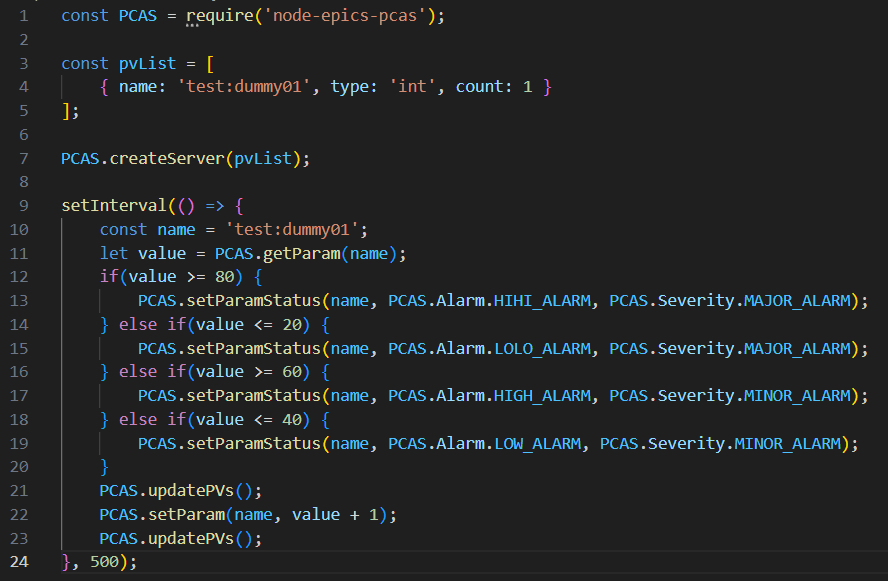 1 const PCAS = require('node-epics-pcas');
2
3 const pvList = [
4     { name: 'test:dummy01', type: 'int', count: 1 }
5 ];
6
7 PCAS.createServer(pvList);
8
9 setInterval(() => {
10     const name = 'test:dummy01';
11     let value = PCAS.getParam(name);
12     if(value >= 80) {
13         PCAS.setParamStatus(name, PCAS.Alarm.HIHI_ALARM, PCAS.Severity.MAJOR_ALARM);
14     } else if(value <= 20) {
15         PCAS.setParamStatus(name, PCAS.Alarm.LOLO_ALARM, PCAS.Severity.MAJOR_ALARM);
16     } else if(value >= 60) {
17         PCAS.setParamStatus(name, PCAS.Alarm.HIGH_ALARM, PCAS.Severity.MINOR_ALARM);
18     } else if(value <= 40) {
19         PCAS.setParamStatus(name, PCAS.Alarm.LOW_ALARM, PCAS.Severity.MINOR_ALARM);
20     }
21     PCAS.updatePVs();
22     PCAS.setParam(name, value + 1);
23     PCAS.updatePVs();
24 }, 500);